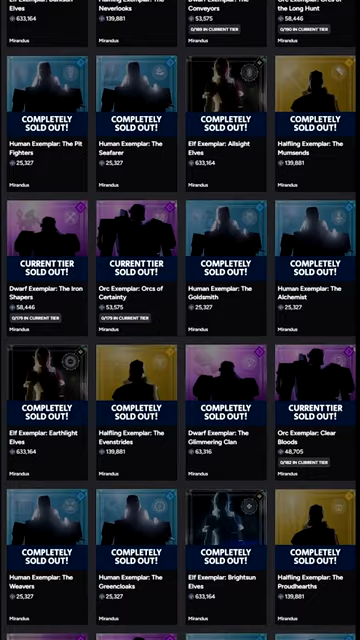 Elves
Neverlooks
Conveyors
the Long Hunt
633,164
139,881
53,575
58,446
0/189 IN CURRENT TIER
0/190 IN CURRENT TIER
Mirandus
Mirandus
Mirandus
Mirandus
COMPLETELY
SOLD OUT!
COMPLETELY
SOLD OUT!
COMPLETELY
SOLD OUT!
COMPLETELY
SOLD OUT!
Human Exemplar: The Pit
Fighters
Human Exemplar: The
Seafarer
Elf Exemplar: Allsight
Elves
Halfling Exemplar: The
Mumsends
25,327
25,327
633,164
139,881
Mirandus
Mirandus
Mirandus
Mirandus
CURRENT TIER
SOLD OUT!
CURRENT TIER
SOLD OUT!
COMPLETELY
SOLD OUT!
COMPLETELY
SOLD OUT!
Dwarf Exemplar: The Iron
Shapers
Orc Exemplar: Orcs of
Certainty
Human Exemplar: The
Goldsmith
Human Exemplar: The
Alchemist
58,446
53,575
25,327
25,327
0/179 IN CURRENT TIER
0/179 IN CURRENT TIER
Mirandus
Mirandus
Mirandus
Mirandus
COMPLETELY
SOLD OUT!
COMPLETELY
SOLD OUT!
COMPLETELY
SOLD OUT!
CURRENT TIER
SOLD OUT!
Elf Exemplar: Earthlight
Elves
Halfling Exemplar: The
Evenstrides
Dwarf Exemplar: The
Glimmering Clan
Orc Exemplar: Clear
Bloods
633,164
139,881
63,316
48,705
0/182 IN CURRENT TIER
Mirandus
Mirandus
Mirandus
Mirandus
COMPLETELY
SOLD OUT!
COMPLETELY
SOLD OUT!
COMPLETELY
SOLD OUT!
COMPLETELY
SOLD OUT!
Human Exemplar: The
Weavers
Human Exemplar: The
Greencloaks
Elf Exemplar: Brightsun
Elves
Halfling Exemplar: The
Proudhearths
25,327
25,327
633,164
139,881
Mirandus
Mirandus
Mirandus
Mirandus